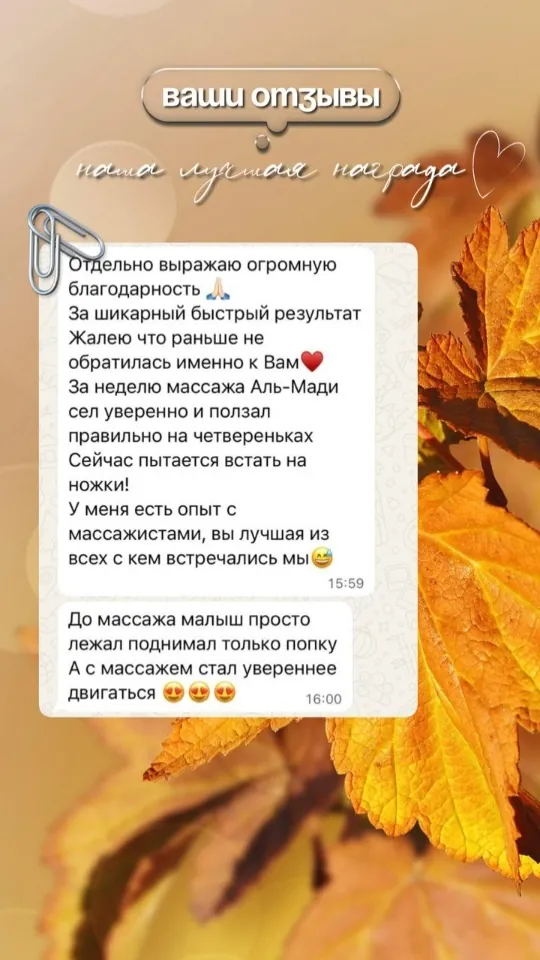 ваши отзывы
наша лучшая награда
Отдельно выражаю огромную
благодарность 🙏🏻
За шикарный быстрый результат
Жалею что раньше не
обратилась именно к Вам♥️
За неделю массажа Аль-Мади
сел уверенно и ползал
правильно на четвереньках
Сейчас пытается встать на
ножки!
У меня есть опыт с
массажистами, вы лучшая из
всех с кем встречались мы😅
15:59
До массажа малыш просто
лежал поднимал только попку
А с массажем стал увереннее
двигаться 😍😍😍
16:00